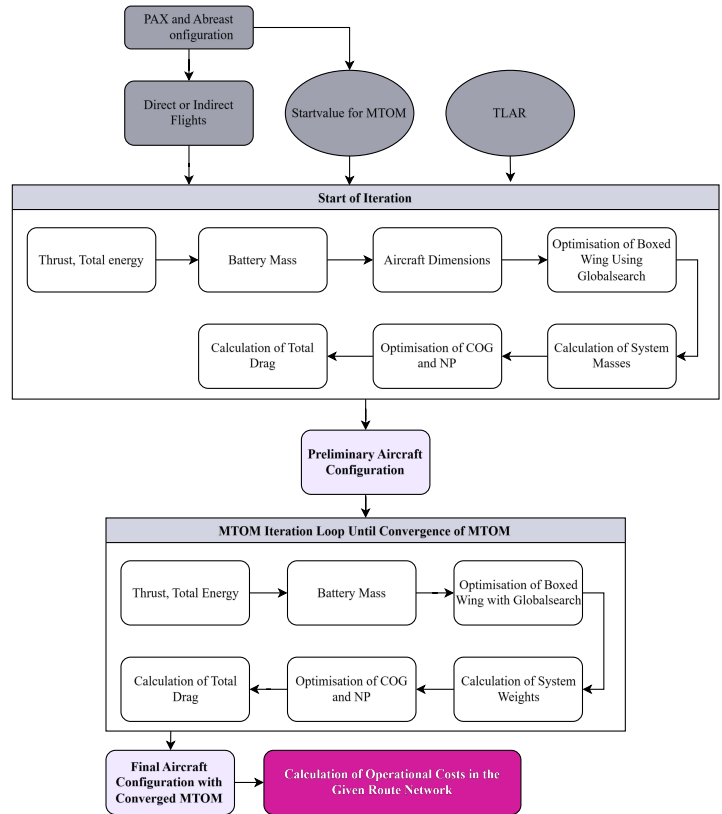 PAX and Abreast
onfiguration
Direct or Indirect
Flights
Startvalue for MTOM
TLAR
Start of Iteration
Thrust, Total energy
Battery Mass
Aircraft Dimensions
Optimisation of Boxed
Wing Using
Globalsearch
Calculation of Total
Drag
Optimisation of COG
and NP
Calculation of System
Masses
Preliminary Aircraft
Configuration
MTOM Iteration Loop Until Convergence of MTOM
Thrust, Total Energy
Battery Mass
Optimisation of Boxed
Wing with Globalsearch
Calculation of Total
Drag
Optimisation of COG
and NP
Calculation of System
Weights
Final Aircraft
Configuration with
Converged MTOM
Calculation of Operational Costs in the
Given Route Network